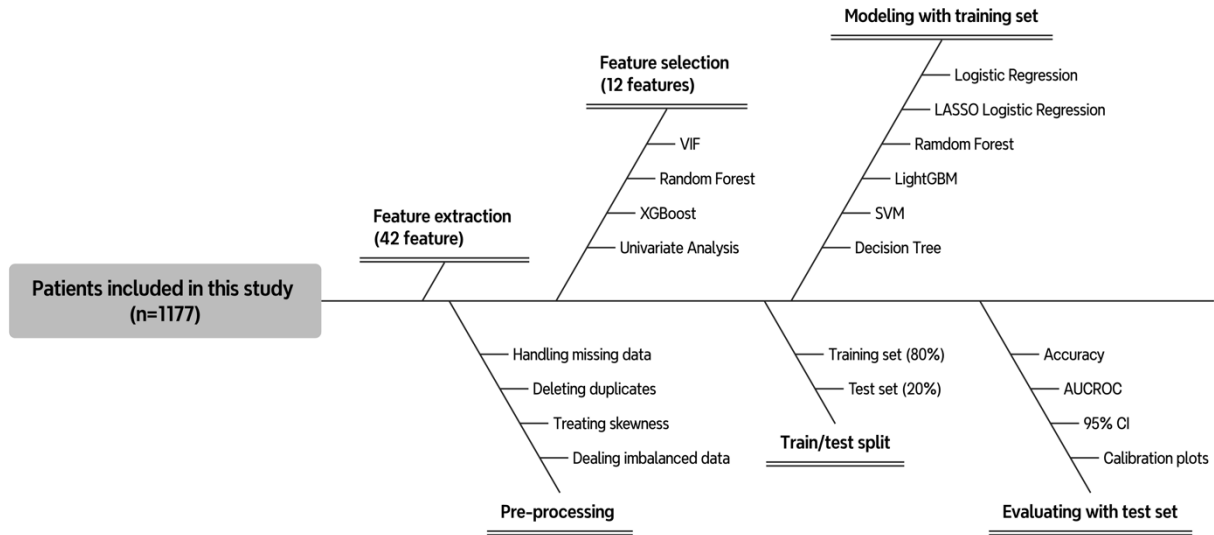 Modeling with training set
Logistic Regression
LASSO Logistic Regression
Ramdom Forest
LightGBM
SVM
Decision Tree
Feature selection
(12 features)
VIF
Random Forest
XGBoost
Univariate Analysis
Feature extraction
(42 feature)
Patients included in this study
(n=1177)
Handling missing data
Deleting duplicates
Treating skewness
Dealing imbalanced data
Pre-processing
Training set (80%)
Test set (20%)
Train/test split
Accuracy
AUCROC
95% CI
Calibration plots
Evaluating with test set